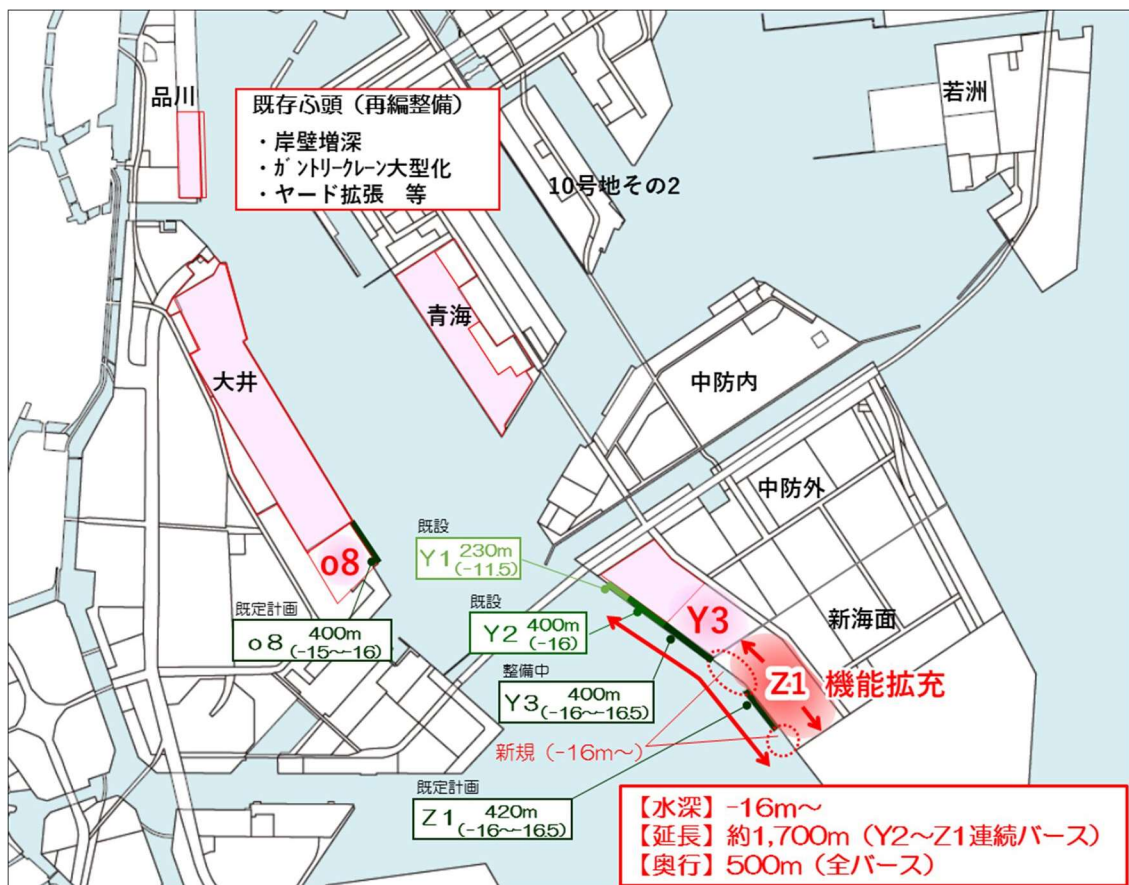 品川
既存ふ頭（再編整備）
・岸壁増深
・ｶﾞﾝﾄﾘｰｸﾚｰﾝ大型化
・ヤード拡張 等
若洲
10号地その2
青海
大井
中防内
中防外
既設
Y1 230m
(-11.5)
o8
既定計画
o8 400m
(-15～-16)
既設
Y2 400m
(-16)
Y3
新海面
整備中
Y3 400m
(-16～-16.5)
Z1 機能拡充
新規（-16m～）
既定計画
Z1 420m
(-16～-16.5)
【水深】-16m～
【延長】約1,700m（Y2～Z1連続バース）
【奥行】500m（全バース）